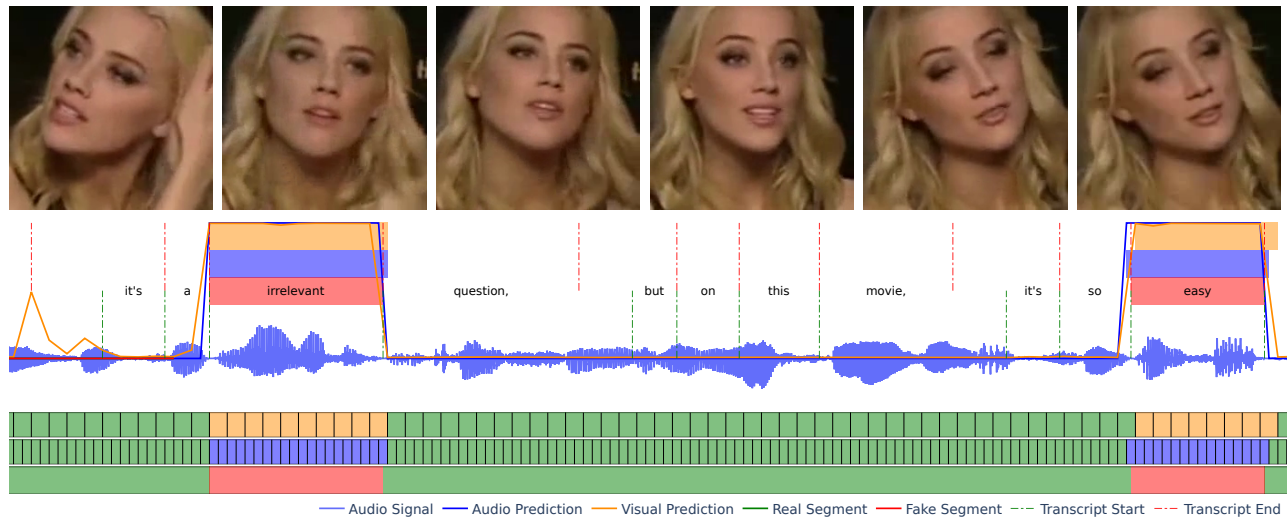 H
it's a irrelevant question, but on this movie, it's so easy
Audio Signal Audio Prediction Visual Prediction Real Segment Fake Segment Transcript Start Transcript End